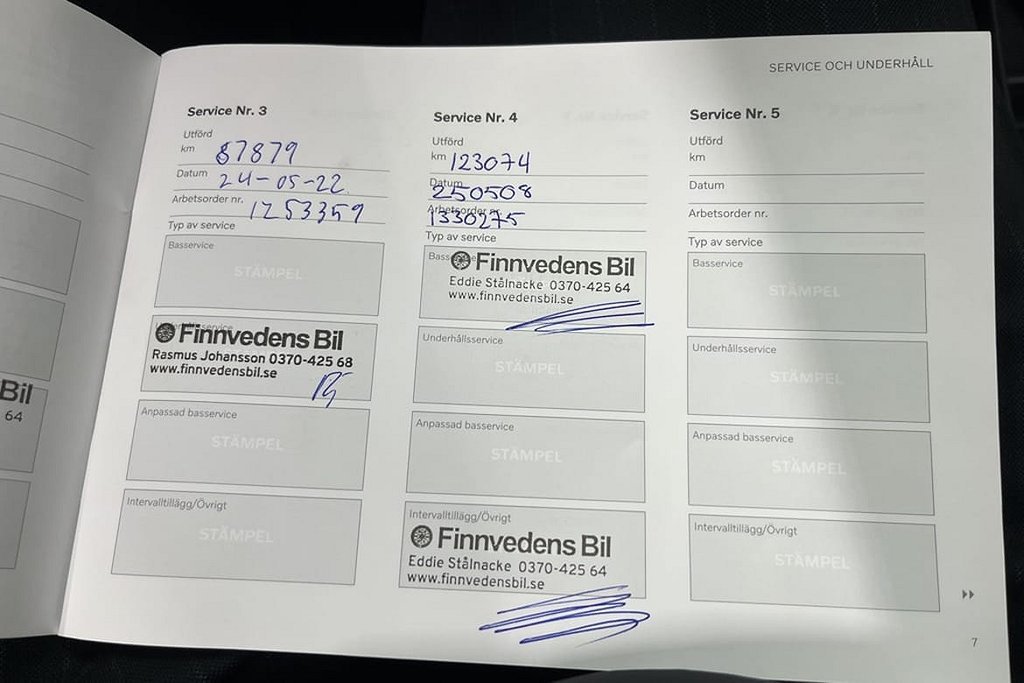 SERVICE OCH UNDERHÅLL
Service Nr. 3
Utförd
km 87879
Datum 24-05-22
Arbetsorder nr. 1253359
Typ av service
Basservice
STÄMPEL
Finnvedens Bil
Rasmus Johansson 0370-425 68
www.finnvedensbil.se
Anpassad basservice
STÄMPEL
Intervalltillägg/Övrigt
STÄMPEL
Service Nr. 4
Utförd
km 123074
Datum 250508
Arbetsorder nr. 1330275
Typ av service
Basservice
Finnvedens Bil
Eddie Stålnacke 0370-425 64
www.finnvedensbil.se
Underhållsservice
STÄMPEL
Anpassad basservice
STÄMPEL
Intervalltillägg/Övrigt
Finnvedens Bil
Eddie Stålnacke 0370-425 64
www.finnvedensbil.se
Service Nr. 5
Utförd
km
Datum
Arbetsorder nr.
Typ av service
Basservice
STÄMPEL
Underhållsservice
STÄMPEL
Anpassad basservice
STÄMPEL
Intervalltillägg/Övrigt
STÄMPEL
7
Bil
64